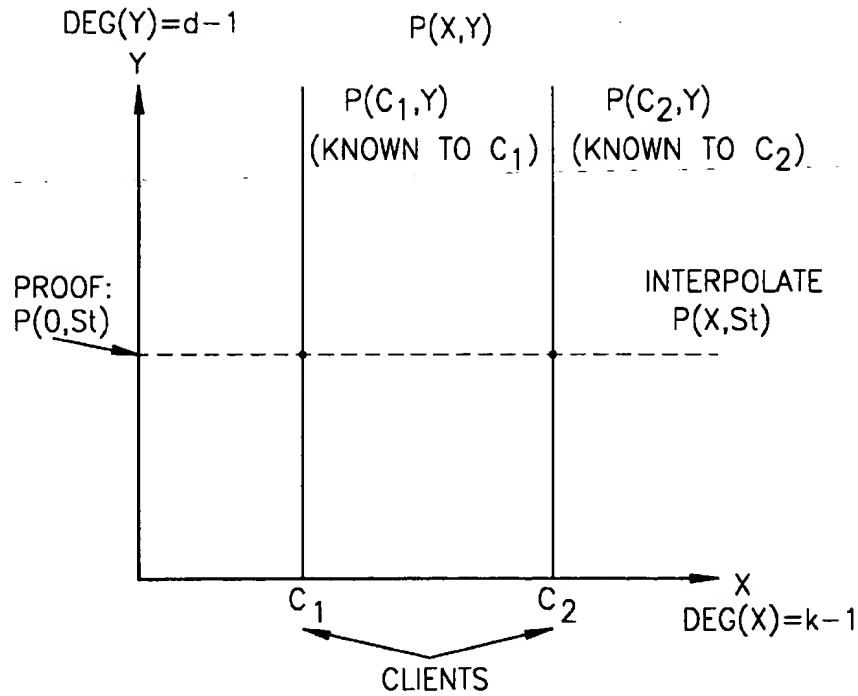 DEG(Y)=d-1
P(X,Y)
Y
P(C₁,Y)
(KNOWN TO C₁)
P(C₂,Y)
(KNOWN TO C₂)
PROOF:
P(0,St)
INTERPOLATE
P(X,St)
C₁
C₂
X
DEG(X)=k-1
CLIENTS